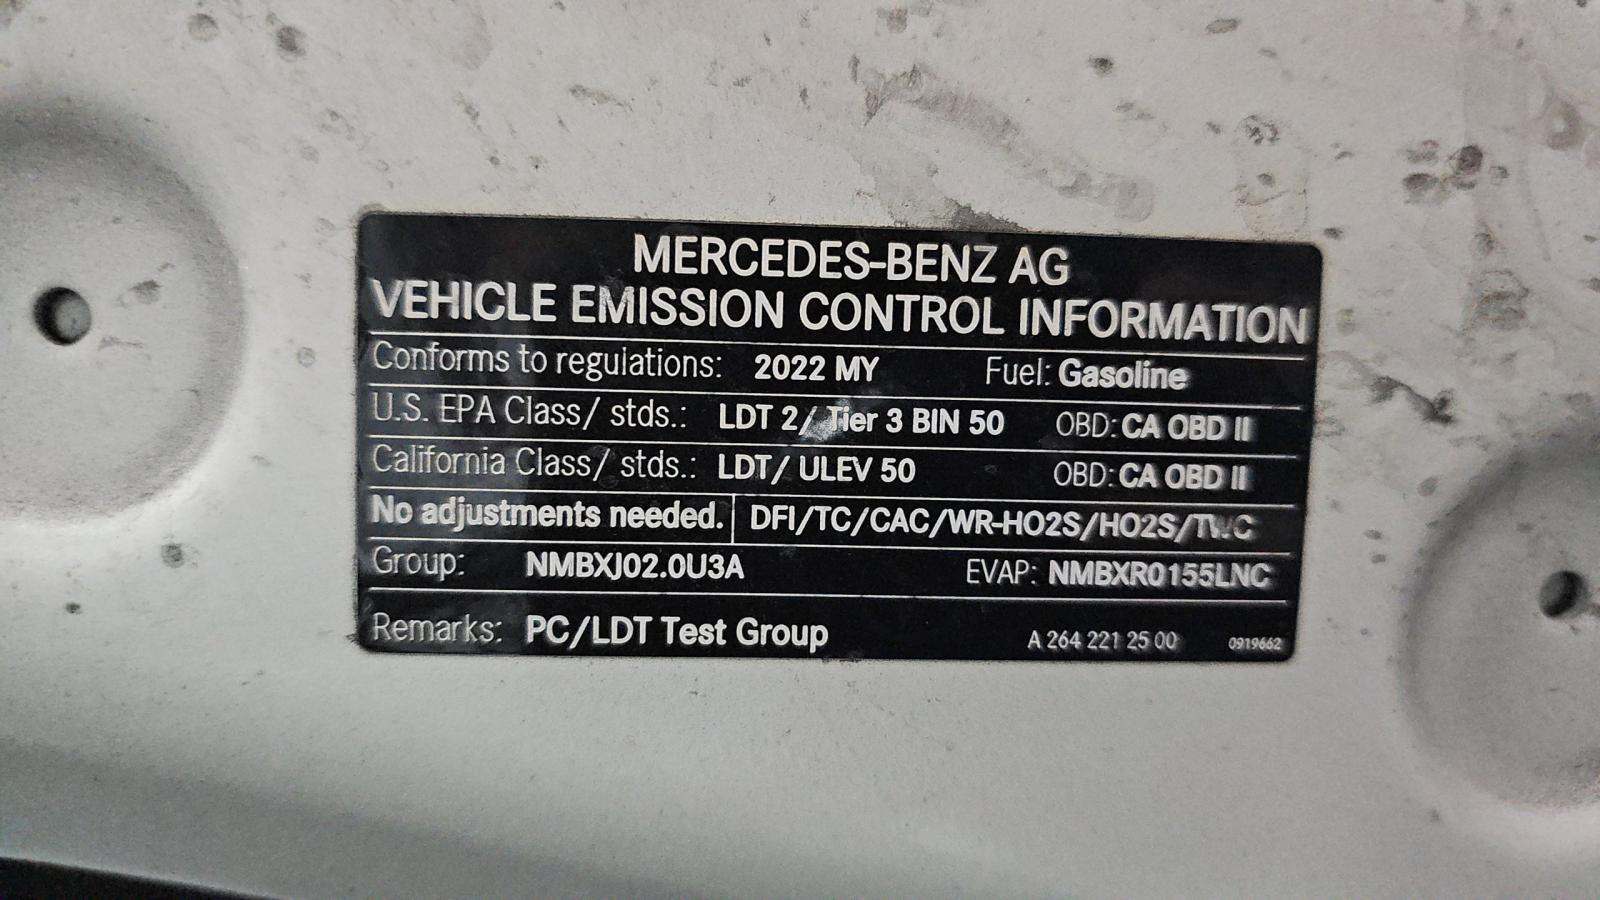 MERCEDES-BENZ AG
VEHICLE EMISSION CONTROL INFORMATION
Conforms to regulations: 2022 MY Fuel: Gasoline
U.S. EPA Class/ stds.: LDT 2/ Tier 3 BIN 50 OBD: CA OBD II
California Class/ stds.: LDT/ ULEV 50 OBD: CA OBD II
No adjustments needed. DFI/TC/CAC/WR-HO2S/HO2S/TWC
Group: NMBXJ02.0U3A EVAP: NMBXR0155LNC
Remarks: PC/LDT Test Group A 264 221 25 00 0919662